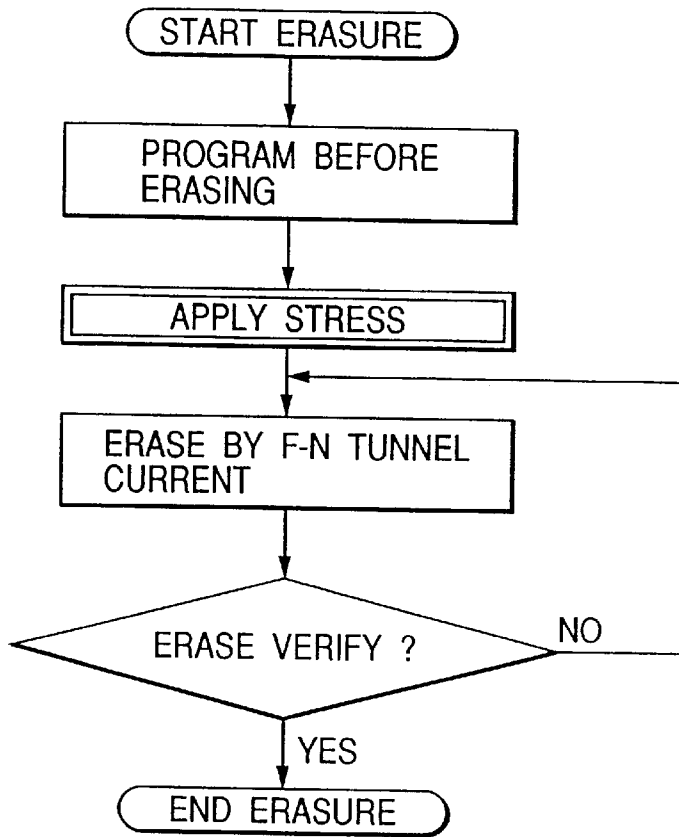 START ERASURE
PROGRAM BEFORE
ERASING
APPLY STRESS
ERASE BY F-N TUNNEL
CURRENT
ERASE VERIFY ?
NO
YES
END ERASURE